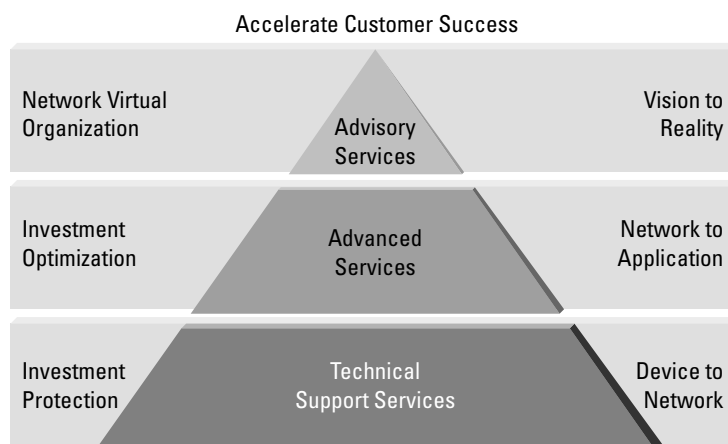 Accelerate Customer Success
Network Virtual
Organization
Advisory
Services
Vision to
Reality
Investment
Optimization
Advanced
Services
Network to
Application
Investment
Protection
Technical
Support Services
Device to
Network